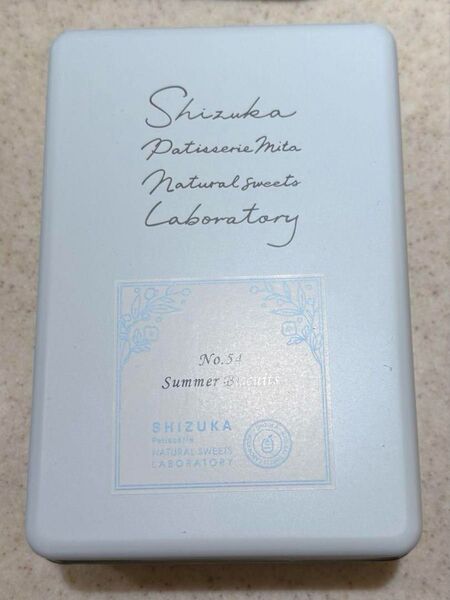 Shizuka
Patisserie Mita
Natural Sweets
Laboratory
No.54
Summer Biscuits
SHIZUKA
Patisserie
NATURAL SWEETS
LABORATORY